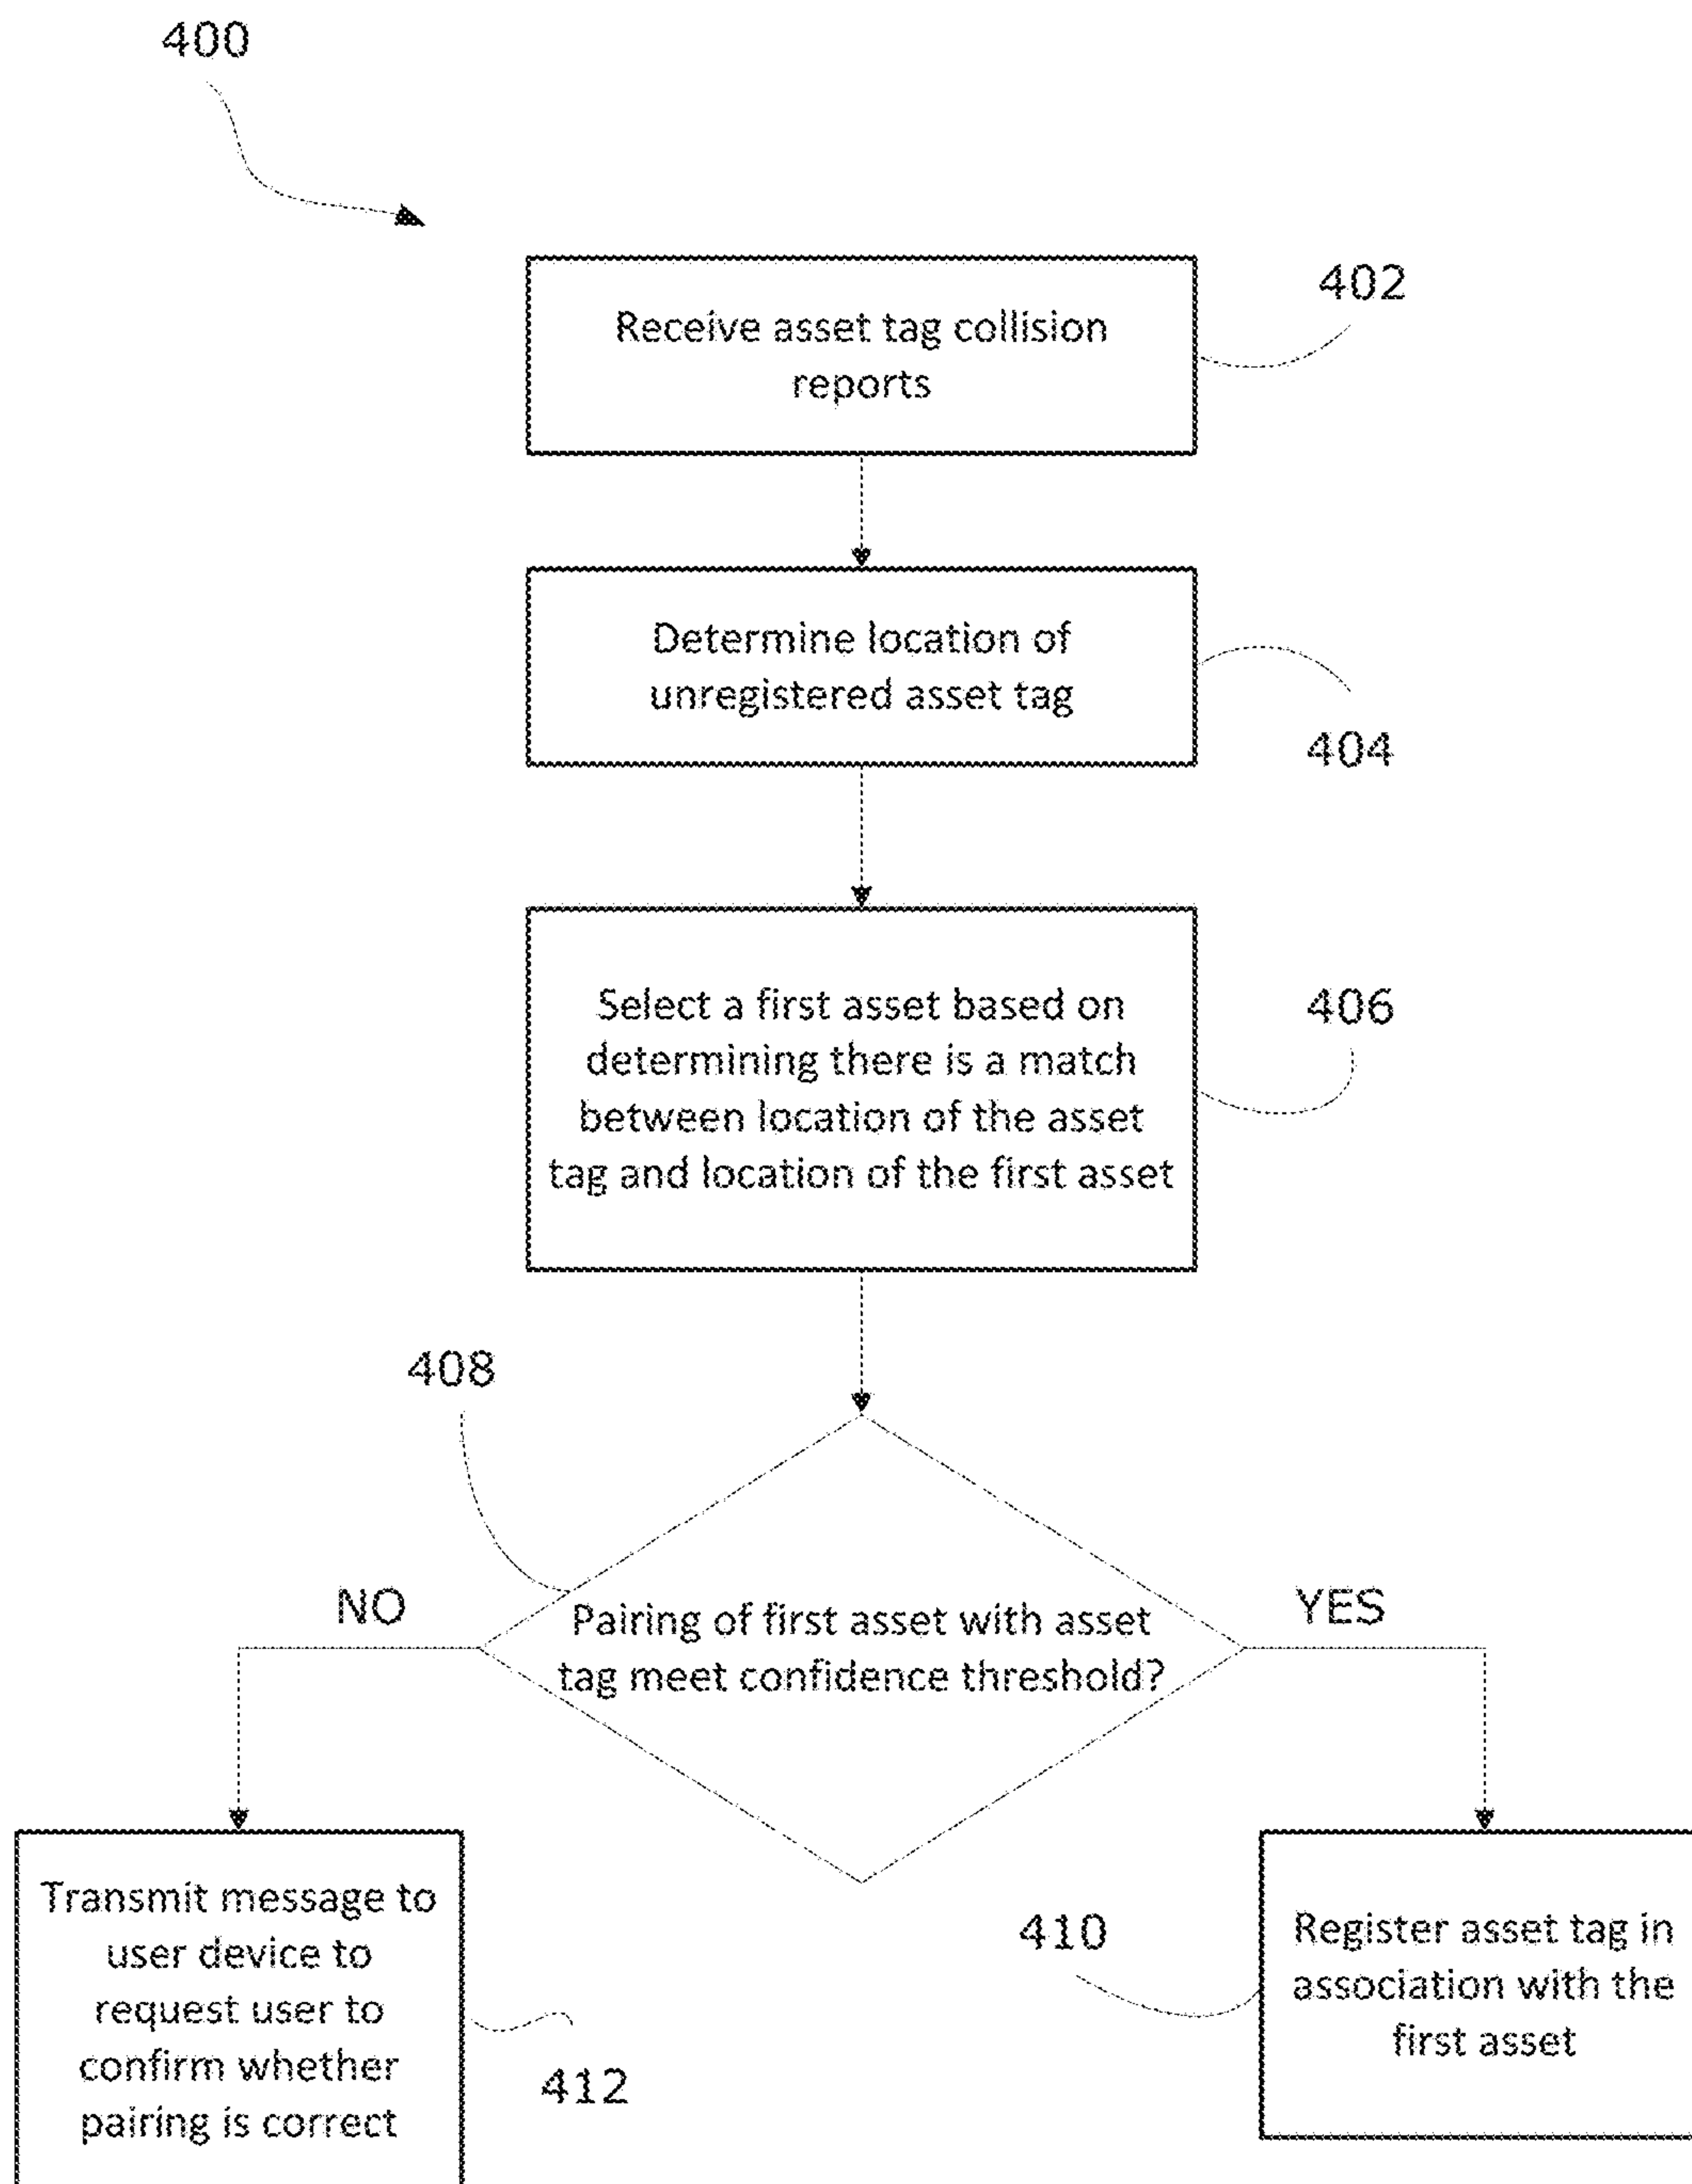 400
402
Receive asset tag collision
reports
Determine location of
unregistered asset tag
404
Select a first asset based on
determining there is a match
between location of the asset
tag and location of the first asset
406
408
NO
YES
Pairing of first asset with asset
tag meet confidence threshold?
Transmit message to
user device to
request user to
confirm whether
pairing is correct
412
410
Register asset tag in
association with the
first asset